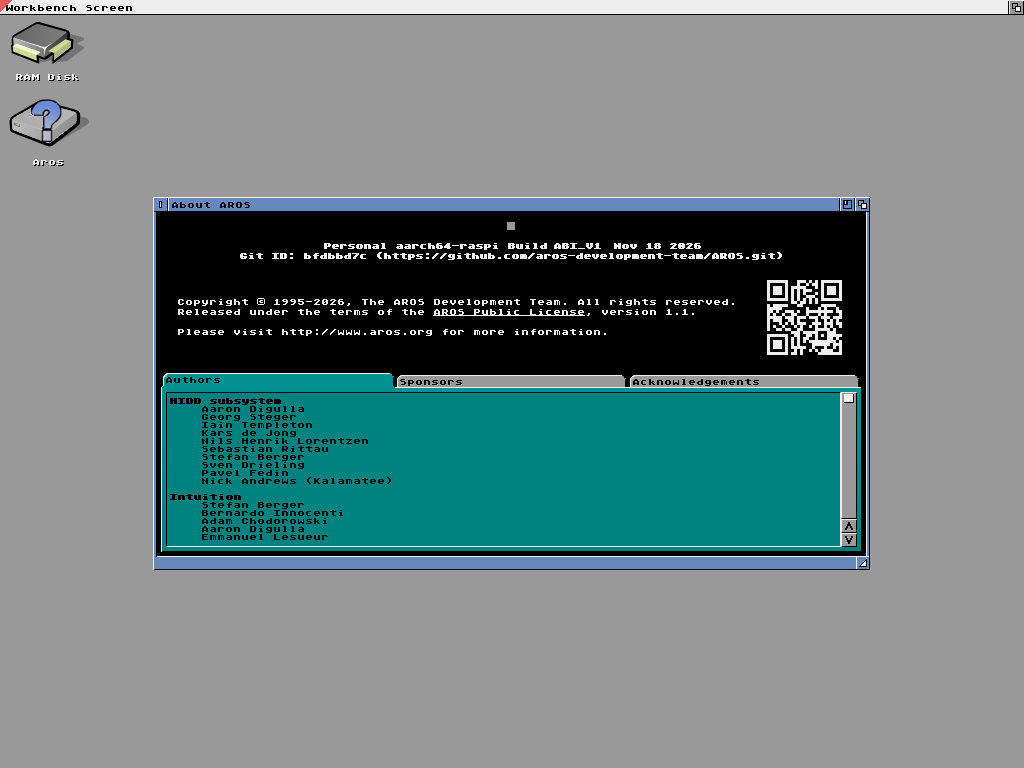 Workbench Screen
RAM Disk
Aros
About AROS
Personal aarch64-raspi Build ABI_V1 Nov 18 2026
Git ID: bfdbbd7c (https://github.com/aros-development-team/AROS.git)
Copyright © 1995-2026, The AROS Development Team. All rights reserved.
Released under the terms of the AROS Public License, version 1.1.
Please visit http://www.aros.org for more information.
Authors
Sponsors
Acknowledgements
HIDD subsystem
Aaron Digulla
Georg Steger
Iain Templeton
Kars de Jong
Nils Henrik Lorentzen
Sebastian Rittau
Stefan Berger
Sven Drieling
Pavel Fedin
Nick Andrews (Kalamatee)
Intuition
Stefan Berger
Bernardo Innocenti
Adam Chodorowski
Aaron Digulla
Emmanuel Lesueur